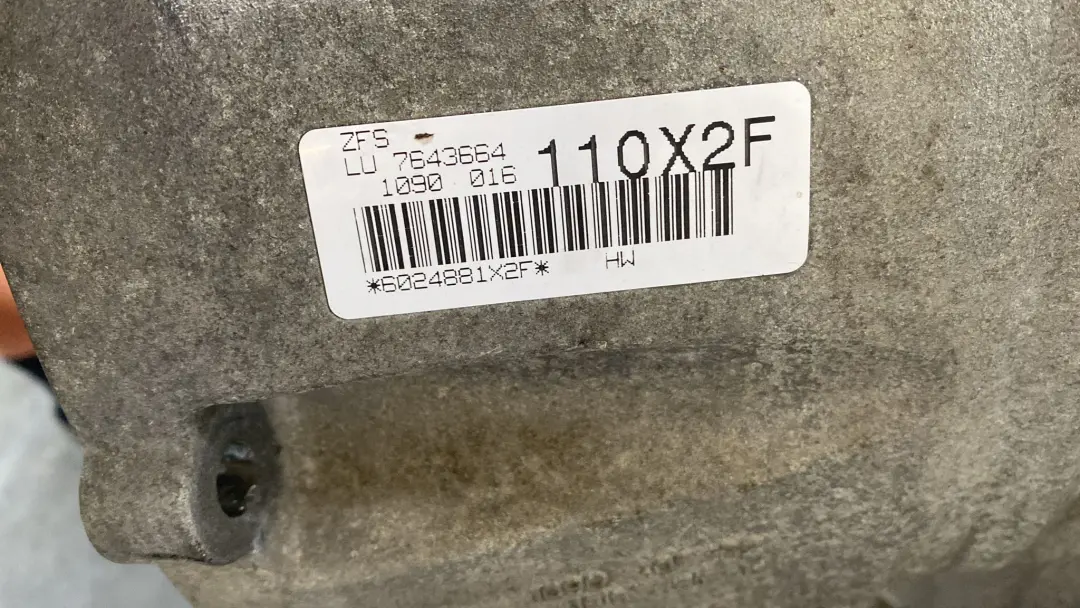 ZFS
LU 7643664
1090 016
110X2F
*6024881X2F*
HW